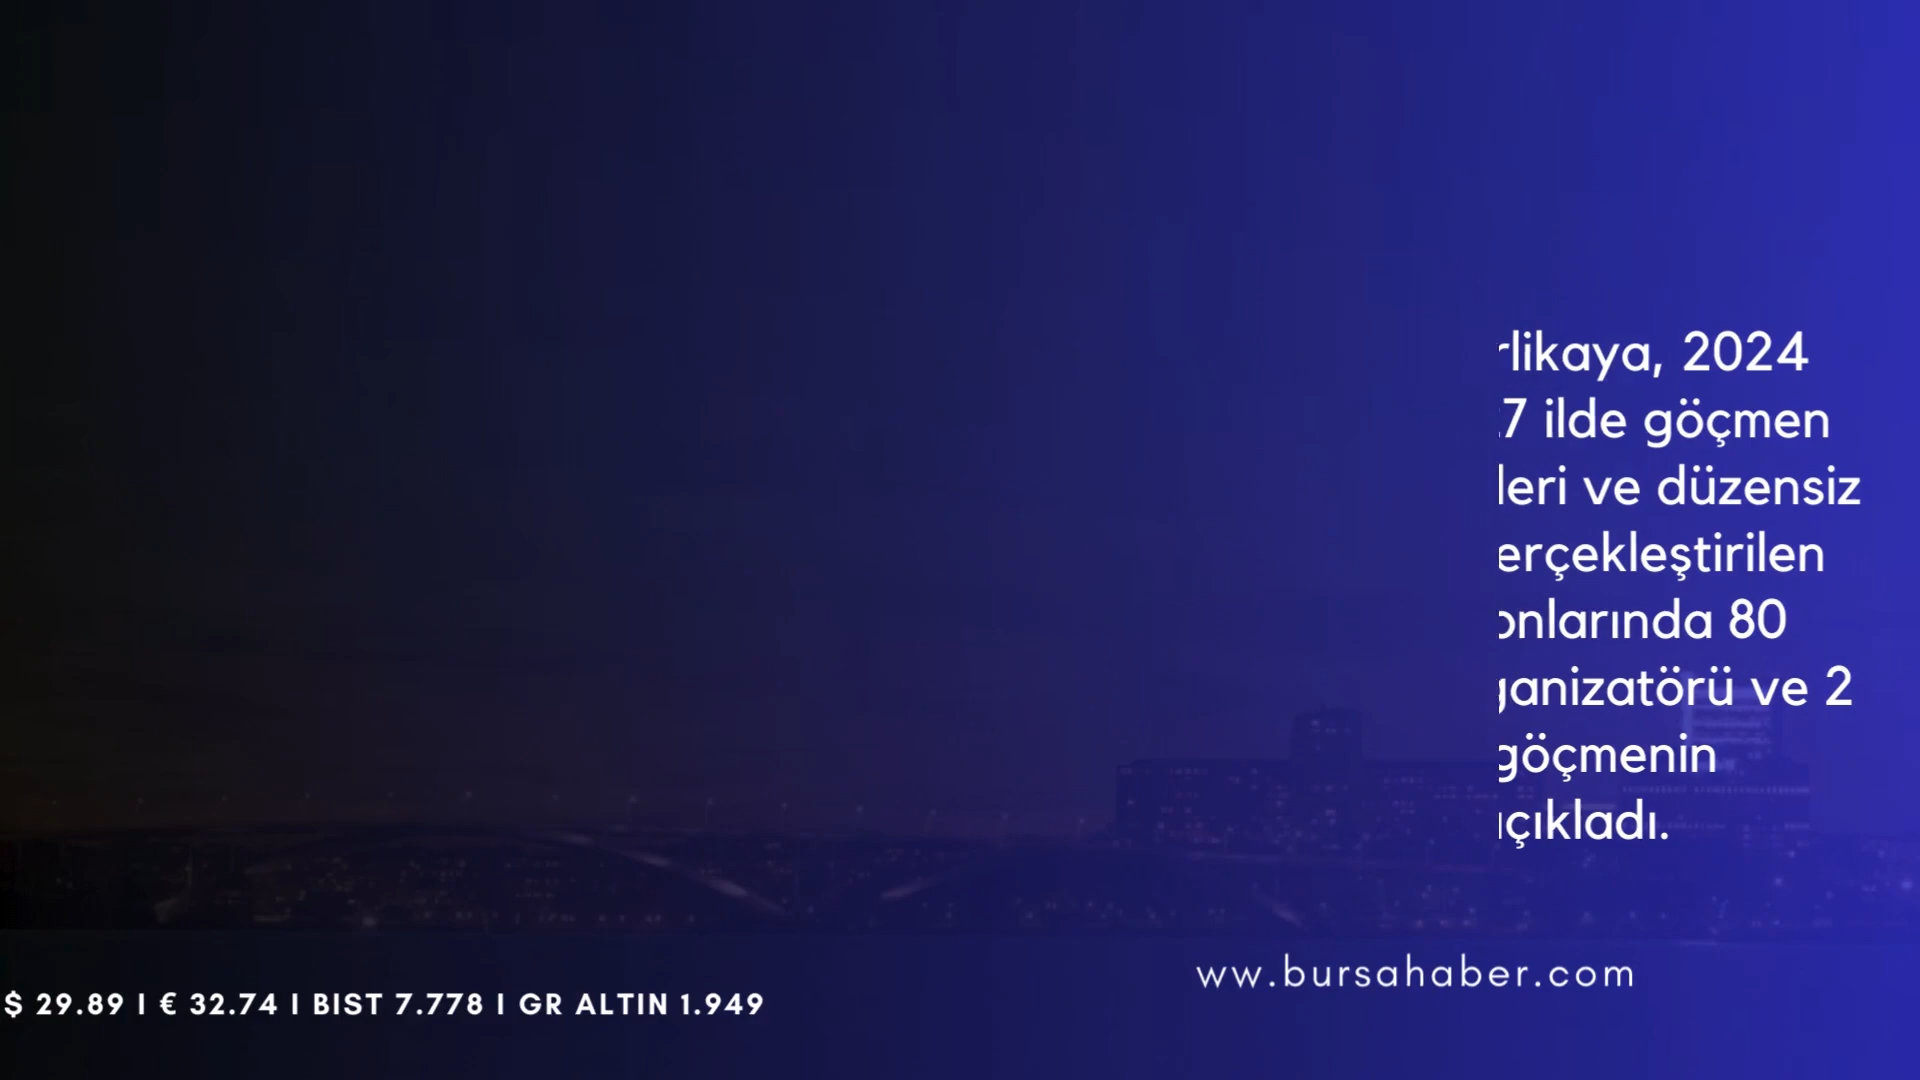 rlikaya, 2024
7 ilde göçmen
leri ve düzensiz
erçekleştirilen
onlarında 80
ganizatörü ve 2
göçmenin
açıkladı.
ww.bursahaber.com
$ 29.89 I € 32.74 I BIST 7.778 I GR ALTIN 1.949